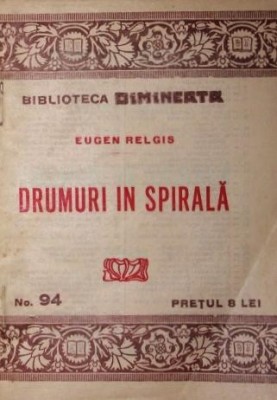 BIBLIOTECA DIMINEAȚA
EUGEN RELGIS
DRUMURI IN SPIRALĂ
No. 94 PREȚUL 8 LEI